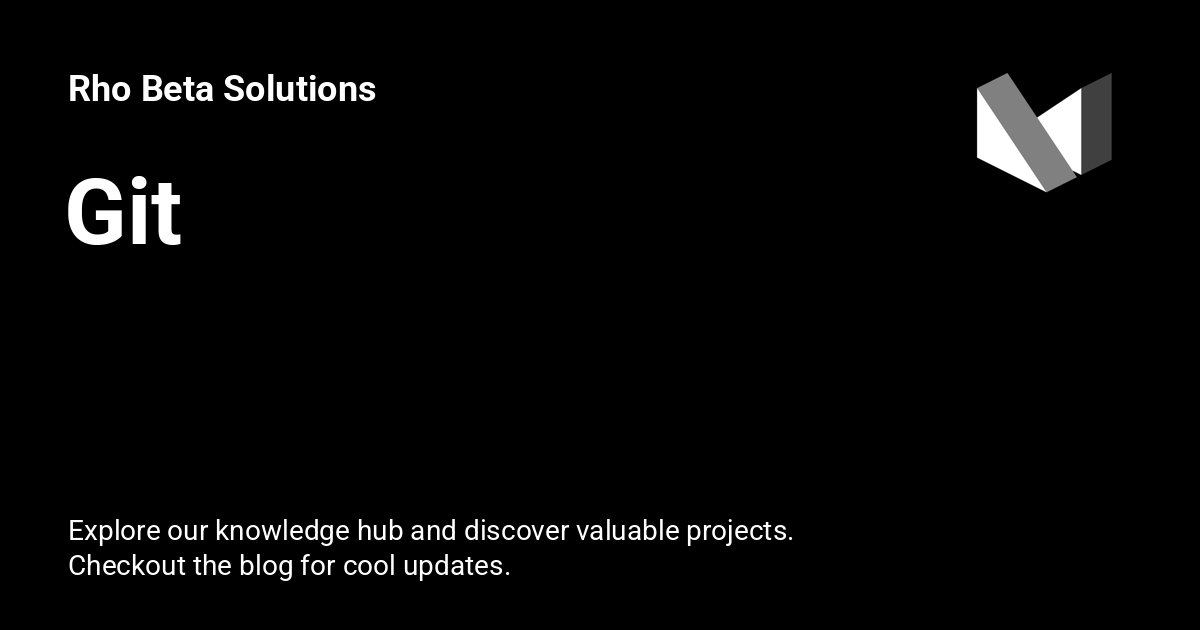 Rho Beta Solutions
Git
Explore our knowledge hub and discover valuable projects.
Checkout the blog for cool updates.